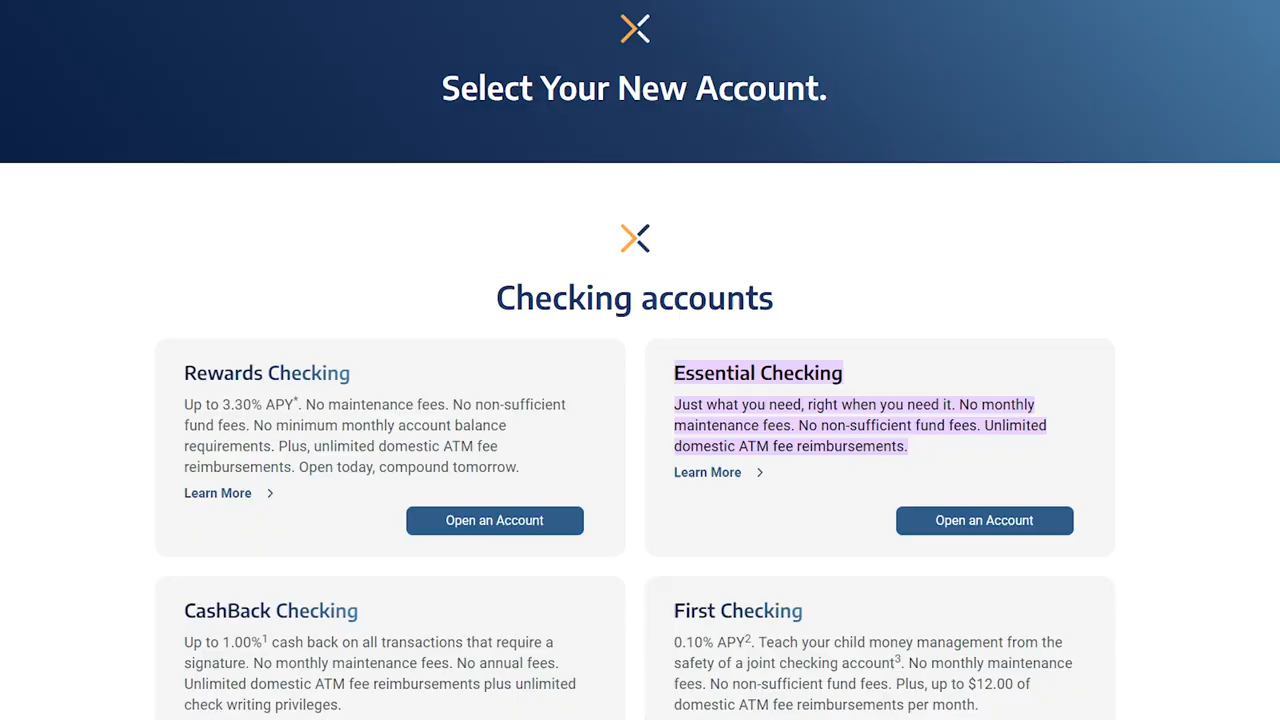 Select Your New Account.
Checking accounts
Rewards Checking
Up to 3.30% APY*. No maintenance fees. No non-sufficient
fund fees. No minimum monthly account balance
requirements. Plus, unlimited domestic ATM fee
reimbursements. Open today, compound tomorrow.
Learn More
Open an Account
Essential Checking
Just what you need, right when you need it. No monthly
maintenance fees. No non-sufficient fund fees. Unlimited
domestic ATM fee reimbursements.
Learn More
Open an Account
CashBack Checking
Up to 1.00%¹ cash back on all transactions that require a
signature. No monthly maintenance fees. No annual fees.
Unlimited domestic ATM fee reimbursements plus unlimited
check writing privileges.
First Checking
0.10% APY². Teach your child money management from the
safety of a joint checking account³. No monthly maintenance
fees. No non-sufficient fund fees. Plus, up to $12.00 of
domestic ATM fee reimbursements per month.